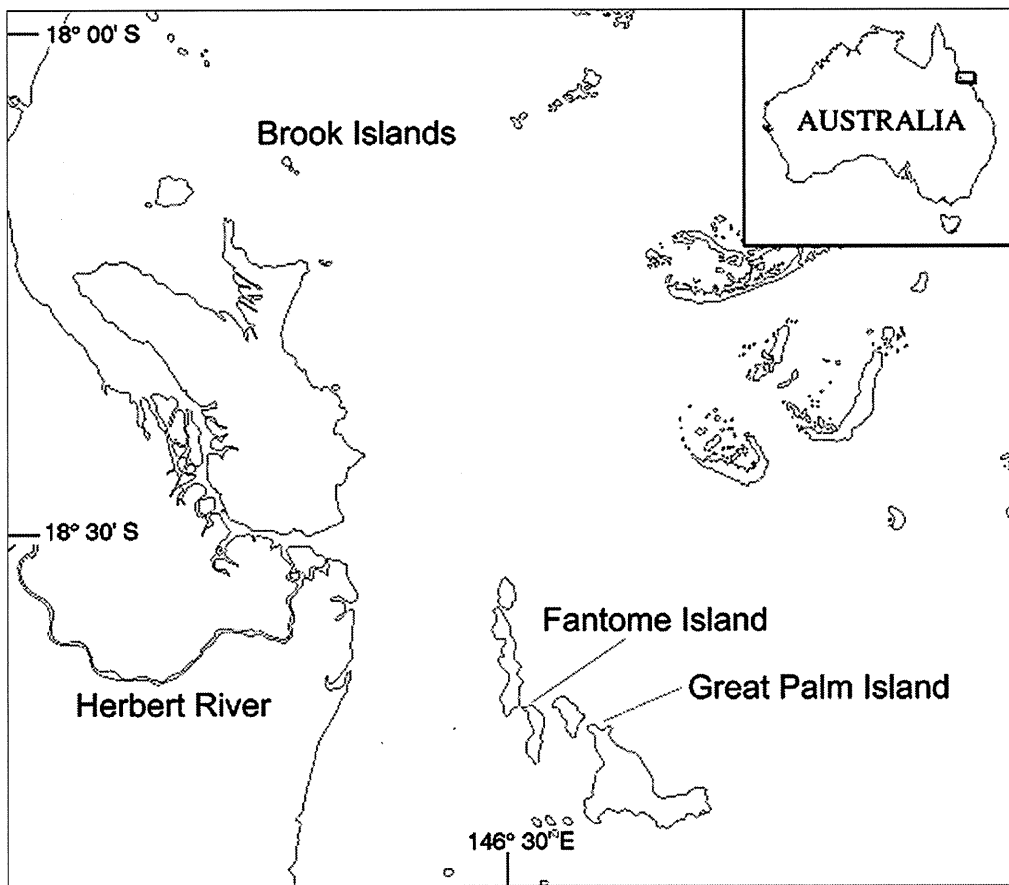 18° 00' S
AUSTRALIA
Brook Islands
18° 30' S
Fantome Island
Great Palm Island
Herbert River
146° 30' E